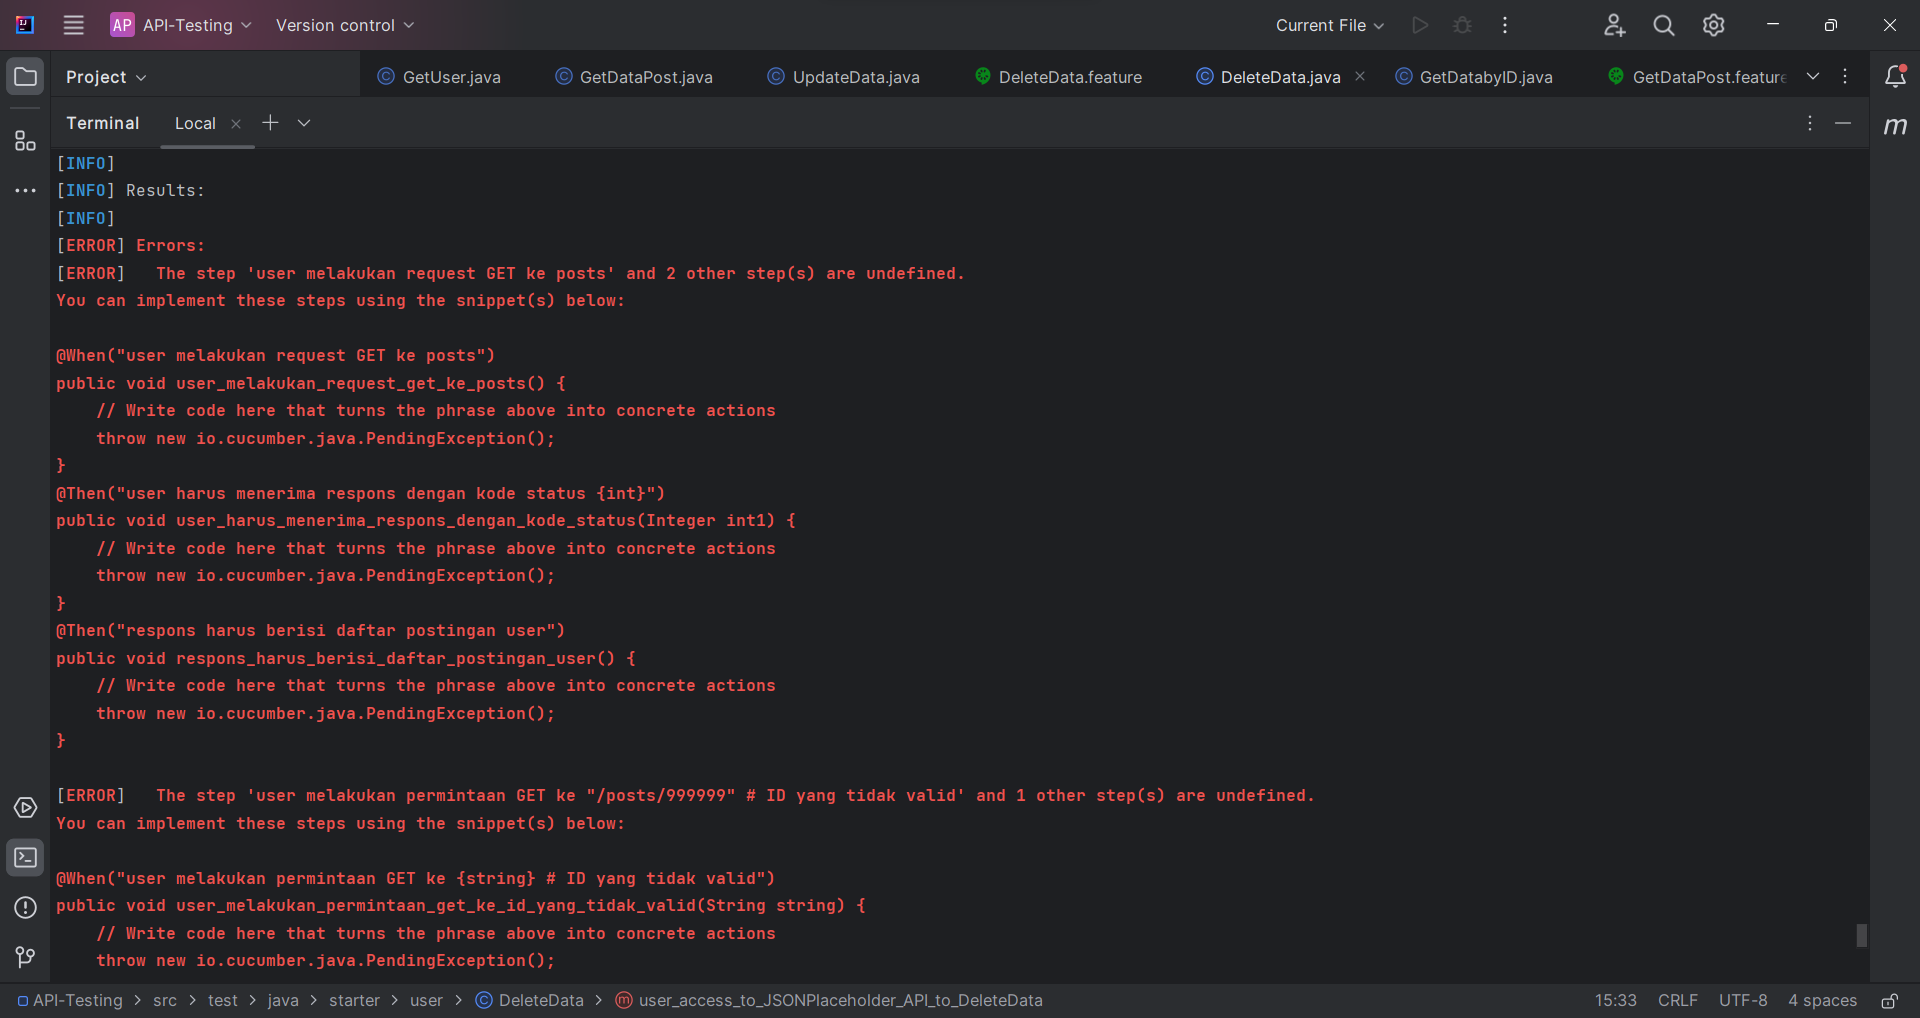 AP API-Testing Version control Current File
Project GetUser.java GetDataPost.java UpdateData.java DeleteData.feature DeleteData.java GetDatabyID.java GetDataPost.feature
Terminal Local
m
[INFO]
[INFO] Results:
[INFO]
[ERROR] Errors:
[ERROR]   The step 'user melakukan request GET ke posts' and 2 other step(s) are undefined.
You can implement these steps using the snippet(s) below:
@When("user melakukan request GET ke posts")
public void user_melakukan_request_get_ke_posts() {
    // Write code here that turns the phrase above into concrete actions
    throw new io.cucumber.java.PendingException();
}
@Then("user harus menerima respons dengan kode status {int}")
public void user_harus_menerima_respons_dengan_kode_status(Integer int1) {
    // Write code here that turns the phrase above into concrete actions
    throw new io.cucumber.java.PendingException();
}
@Then("respons harus berisi daftar postingan user")
public void respons_harus_berisi_daftar_postingan_user() {
    // Write code here that turns the phrase above into concrete actions
    throw new io.cucumber.java.PendingException();
}
[ERROR]   The step 'user melakukan permintaan GET ke "/posts/999999" # ID yang tidak valid' and 1 other step(s) are undefined.
You can implement these steps using the snippet(s) below:
@When("user melakukan permintaan GET ke {string} # ID yang tidak valid")
public void user_melakukan_permintaan_get_ke_id_yang_tidak_valid(String string) {
    // Write code here that turns the phrase above into concrete actions
    throw new io.cucumber.java.PendingException();
API-Testing > src > test > java > starter > user > DeleteData > user_access_to_JSONPlaceholder_API_to_DeleteData 15:33 CRLF UTF-8 4 spaces